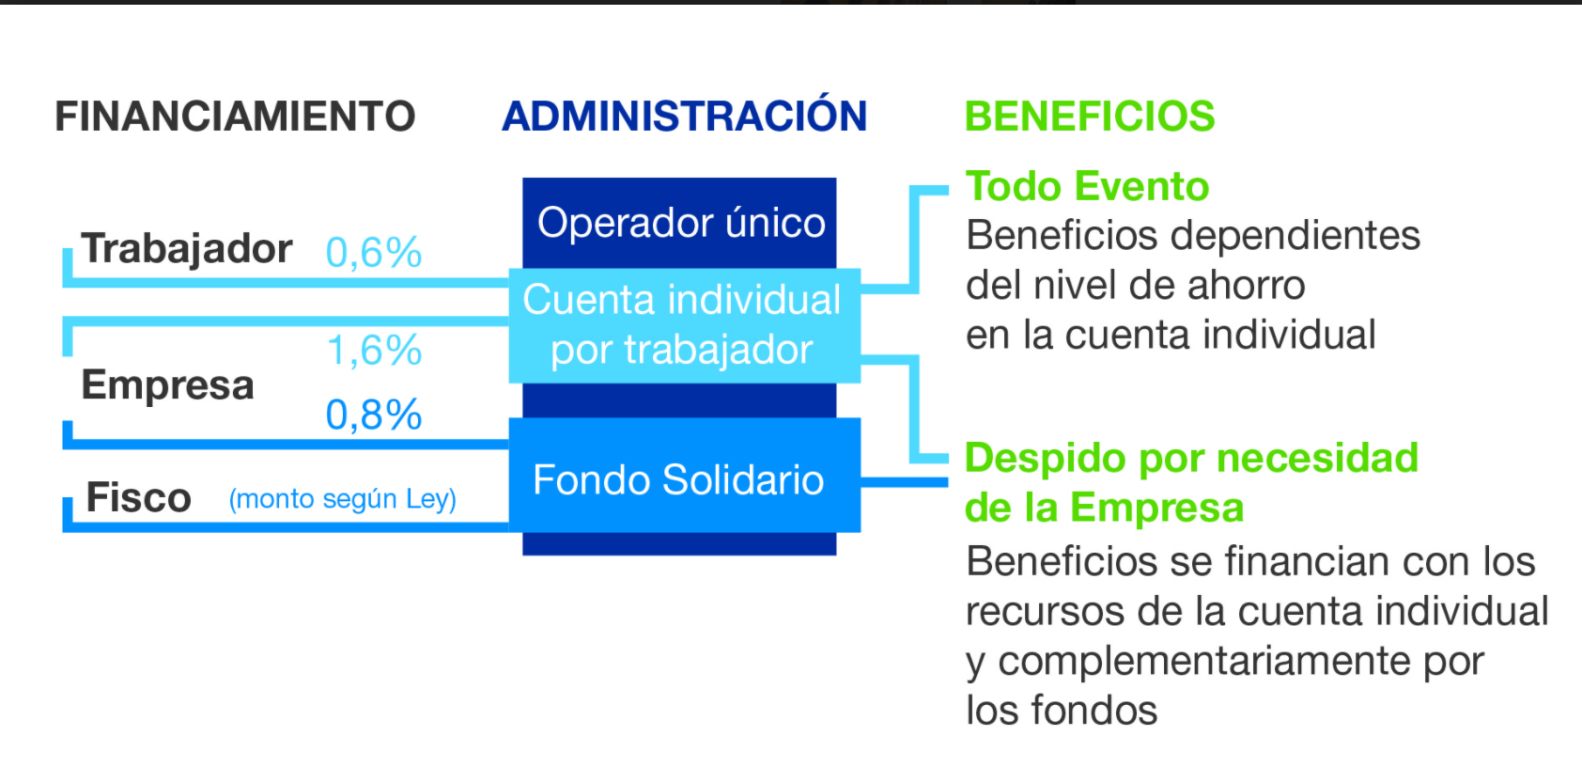 FINANCIAMIENTO
Trabajador 0,6%
1,6%
Empresa
0,8%
Fisco (monto según Ley)
ADMINISTRACIÓN
Operador único
Cuenta individual
por trabajador
Fondo Solidario
BENEFICIOS
Todo Evento
Beneficios dependientes
del nivel de ahorro
en la cuenta individual
Despido por necesidad
de la Empresa
Beneficios se financian con los
recursos de la cuenta individual
y complementariamente por
los fondos